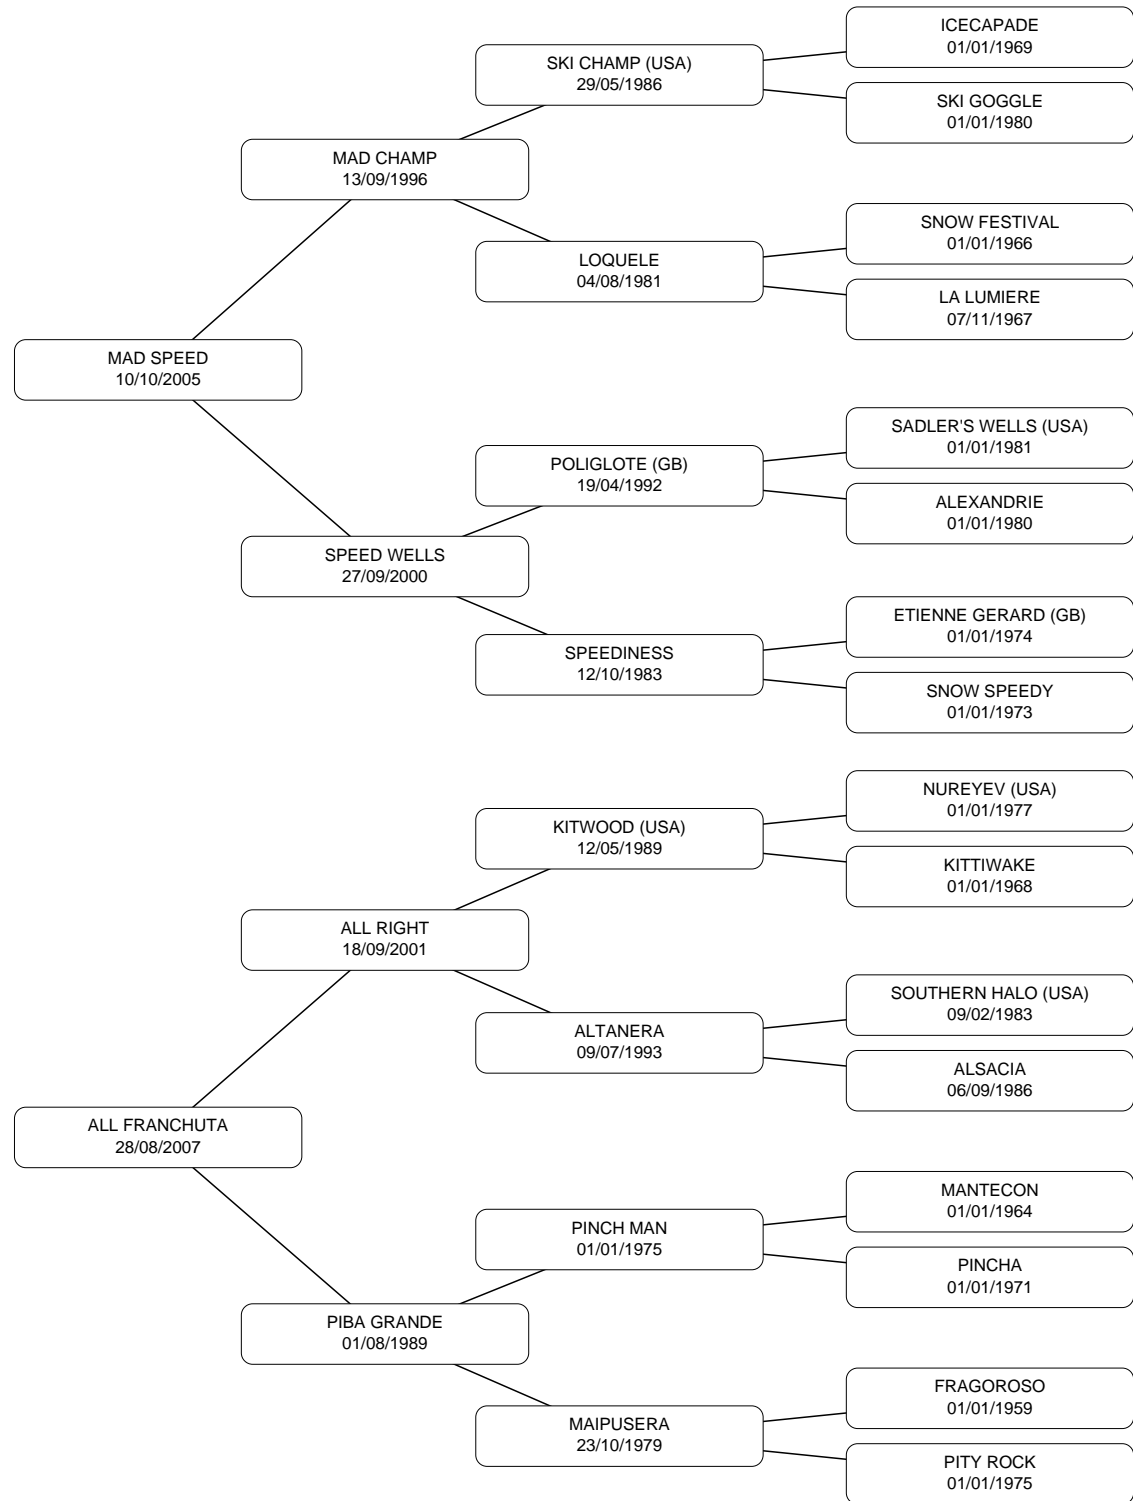 ICECAPADE
01/01/1969
SKI CHAMP (USA)
29/05/1986
SKI GOGGLE
01/01/1980
MAD CHAMP
13/09/1996
SNOW FESTIVAL
01/01/1966
LOQUELE
04/08/1981
LA LUMIERE
07/11/1967
MAD SPEED
10/10/2005
SADLER'S WELLS (USA)
01/01/1981
POLIGLOTE (GB)
19/04/1992
ALEXANDRIE
01/01/1980
SPEED WELLS
27/09/2000
ETIENNE GERARD (GB)
01/01/1974
SPEEDINESS
12/10/1983
SNOW SPEEDY
01/01/1973
NUREYEV (USA)
01/01/1977
KITWOOD (USA)
12/05/1989
KITTIWAKE
01/01/1968
ALL RIGHT
18/09/2001
SOUTHERN HALO (USA)
09/02/1983
ALTANERA
09/07/1993
ALSACIA
06/09/1986
ALL FRANCHUTA
28/08/2007
MANTECON
01/01/1964
PINCH MAN
01/01/1975
PINCHA
01/01/1971
PIBA GRANDE
01/08/1989
FRAGOROSO
01/01/1959
MAIPUSERA
23/10/1979
PITY ROCK
01/01/1975